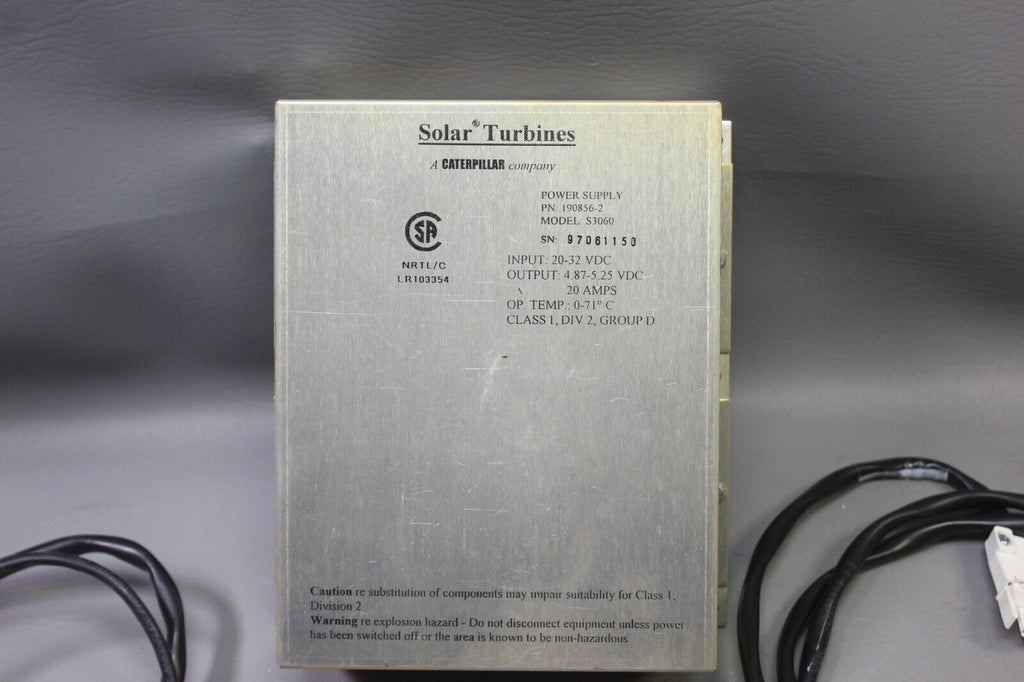 Solar® Turbines
A CATERPILLAR company
POWER SUPPLY
PN: 190856-2
MODEL: S3060
SN: 97061150
SA
NRTL/C
LR103354
INPUT: 20-32 VDC
OUTPUT: 4.87-5.25 VDC
20 AMPS
OP. TEMP.: 0-71° C
CLASS 1, DIV 2, GROUP D
Caution re substitution of components may impair suitability for Class 1,
Division 2
Warning re explosion hazard - Do not disconnect equipment unless power
has been switched off or the area is known to be non-hazardous